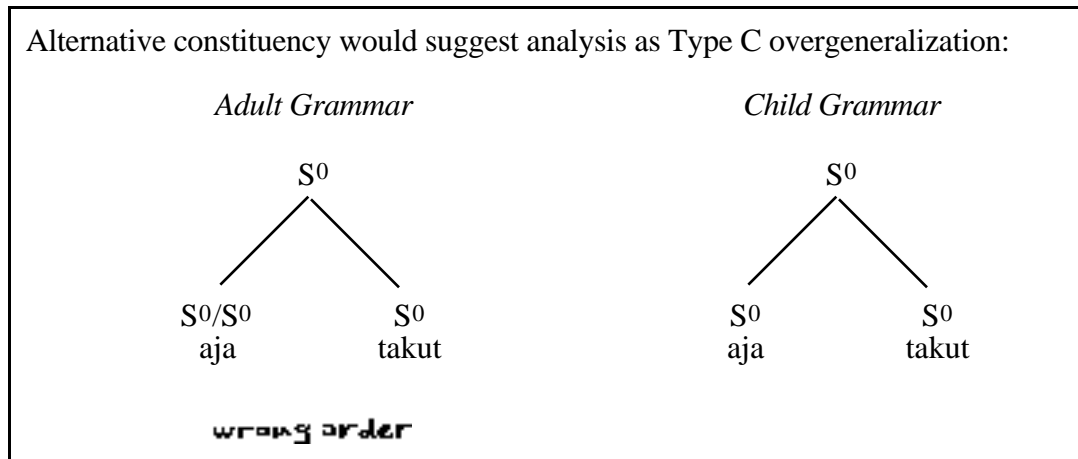 Alternative constituency would suggest analysis as Type C overgeneralization:
Adult Grammar Child Grammar
S⁰ S⁰
S⁰/S⁰ S⁰ S⁰ S⁰
aja takut aja takut
wrong order